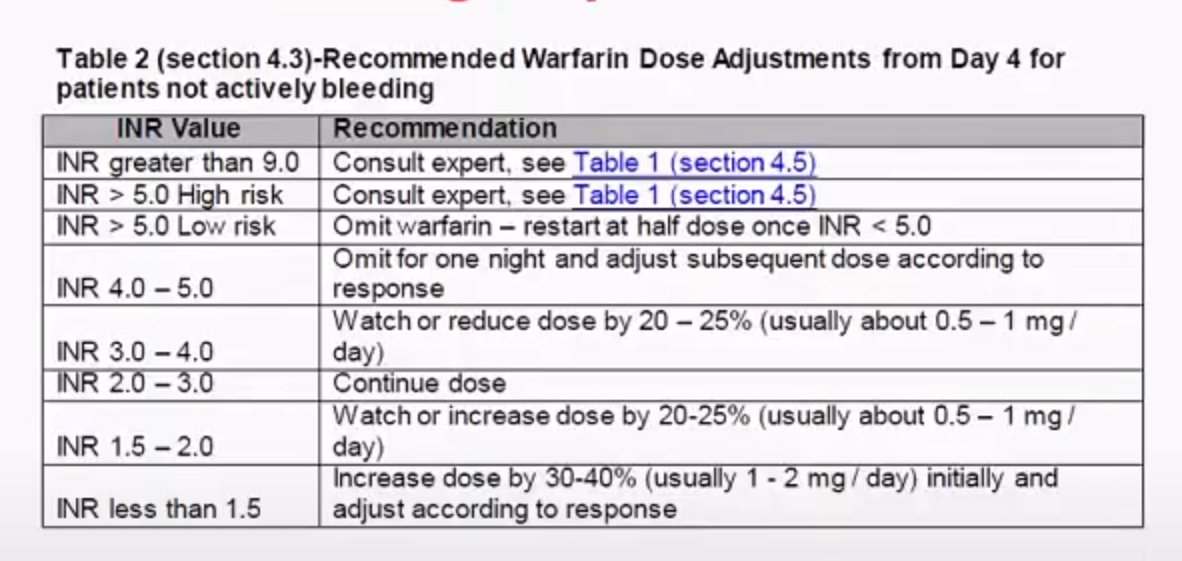 Table 2 (section 4.3)-Recommended Warfarin Dose Adjustments from Day 4 for
patients not actively bleeding
INR Value Recommendation
INR greater than 9.0 Consult expert, see Table 1 (section 4.5)
INR > 5.0 High risk Consult expert, see Table 1 (section 4.5)
INR > 5.0 Low risk Omit warfarin – restart at half dose once INR < 5.0
Omit for one night and adjust subsequent dose according to
INR 4.0 – 5.0 response
Watch or reduce dose by 20 – 25% (usually about 0.5 – 1 mg /
INR 3.0 – 4.0 day)
INR 2.0 – 3.0 Continue dose
Watch or increase dose by 20-25% (usually about 0.5 – 1 mg /
INR 1.5 – 2.0 day)
Increase dose by 30-40% (usually 1 - 2 mg / day) initially and
INR less than 1.5 adjust according to response